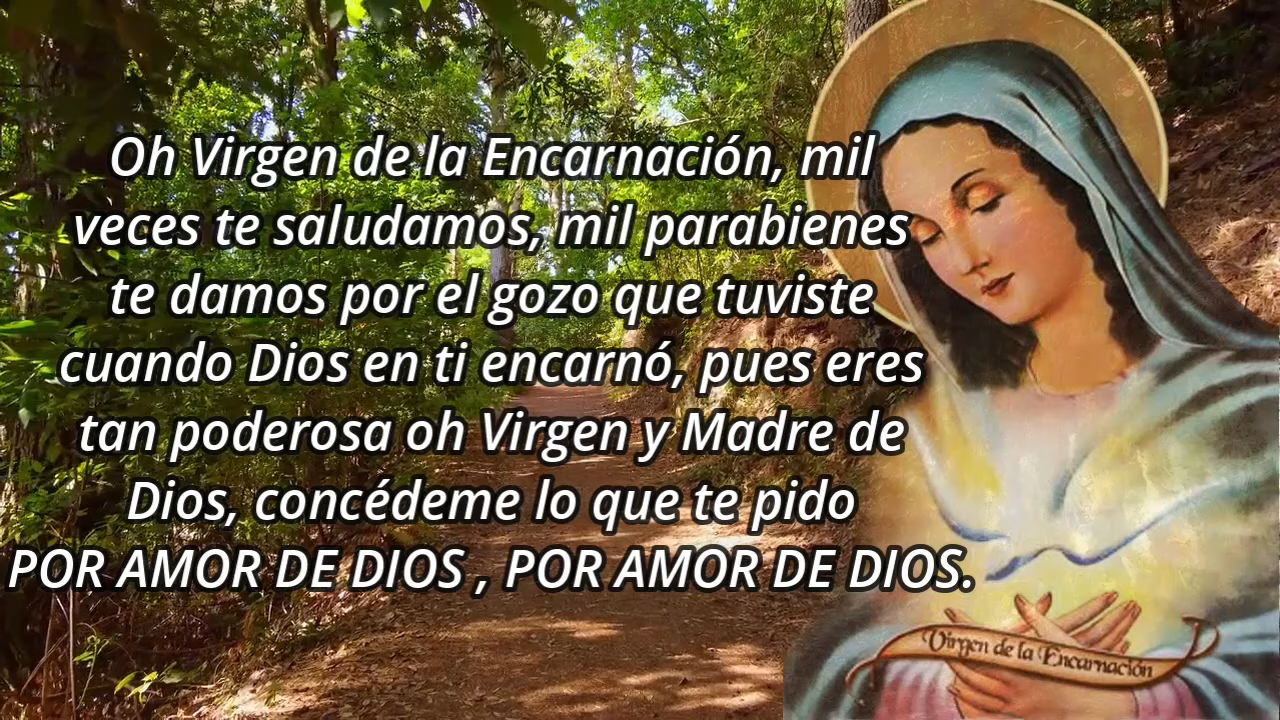 Oh Virgen de la Encarnación, mil
veces te saludamos, mil parabienes
te damos por el gozo que tuviste
cuando Dios en ti encarnó, pues eres
tan poderosa oh Virgen y Madre de
Dios, concédeme lo que te pido
POR AMOR DE DIOS , POR AMOR DE DIOS.
Virgen de la Encarnación